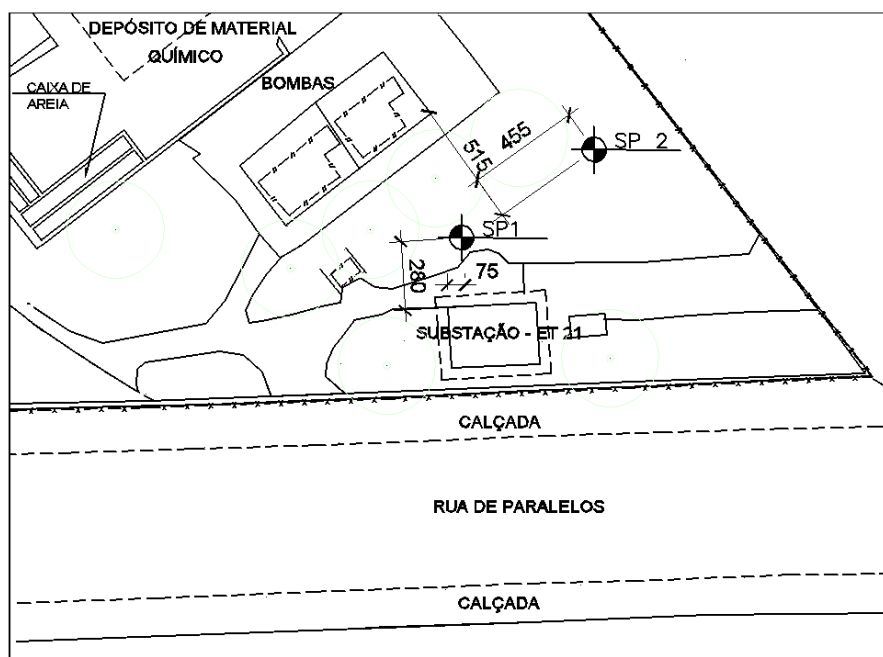 DEPÓSITO DE MATERIAL
QUÍMICO
CAIXA DE
AREIA
BOMBAS
455
515
SP 2
SP1
280
75
SUBSTAÇÃO - ET 21
CALÇADA
RUA DE PARALELOS
CALÇADA